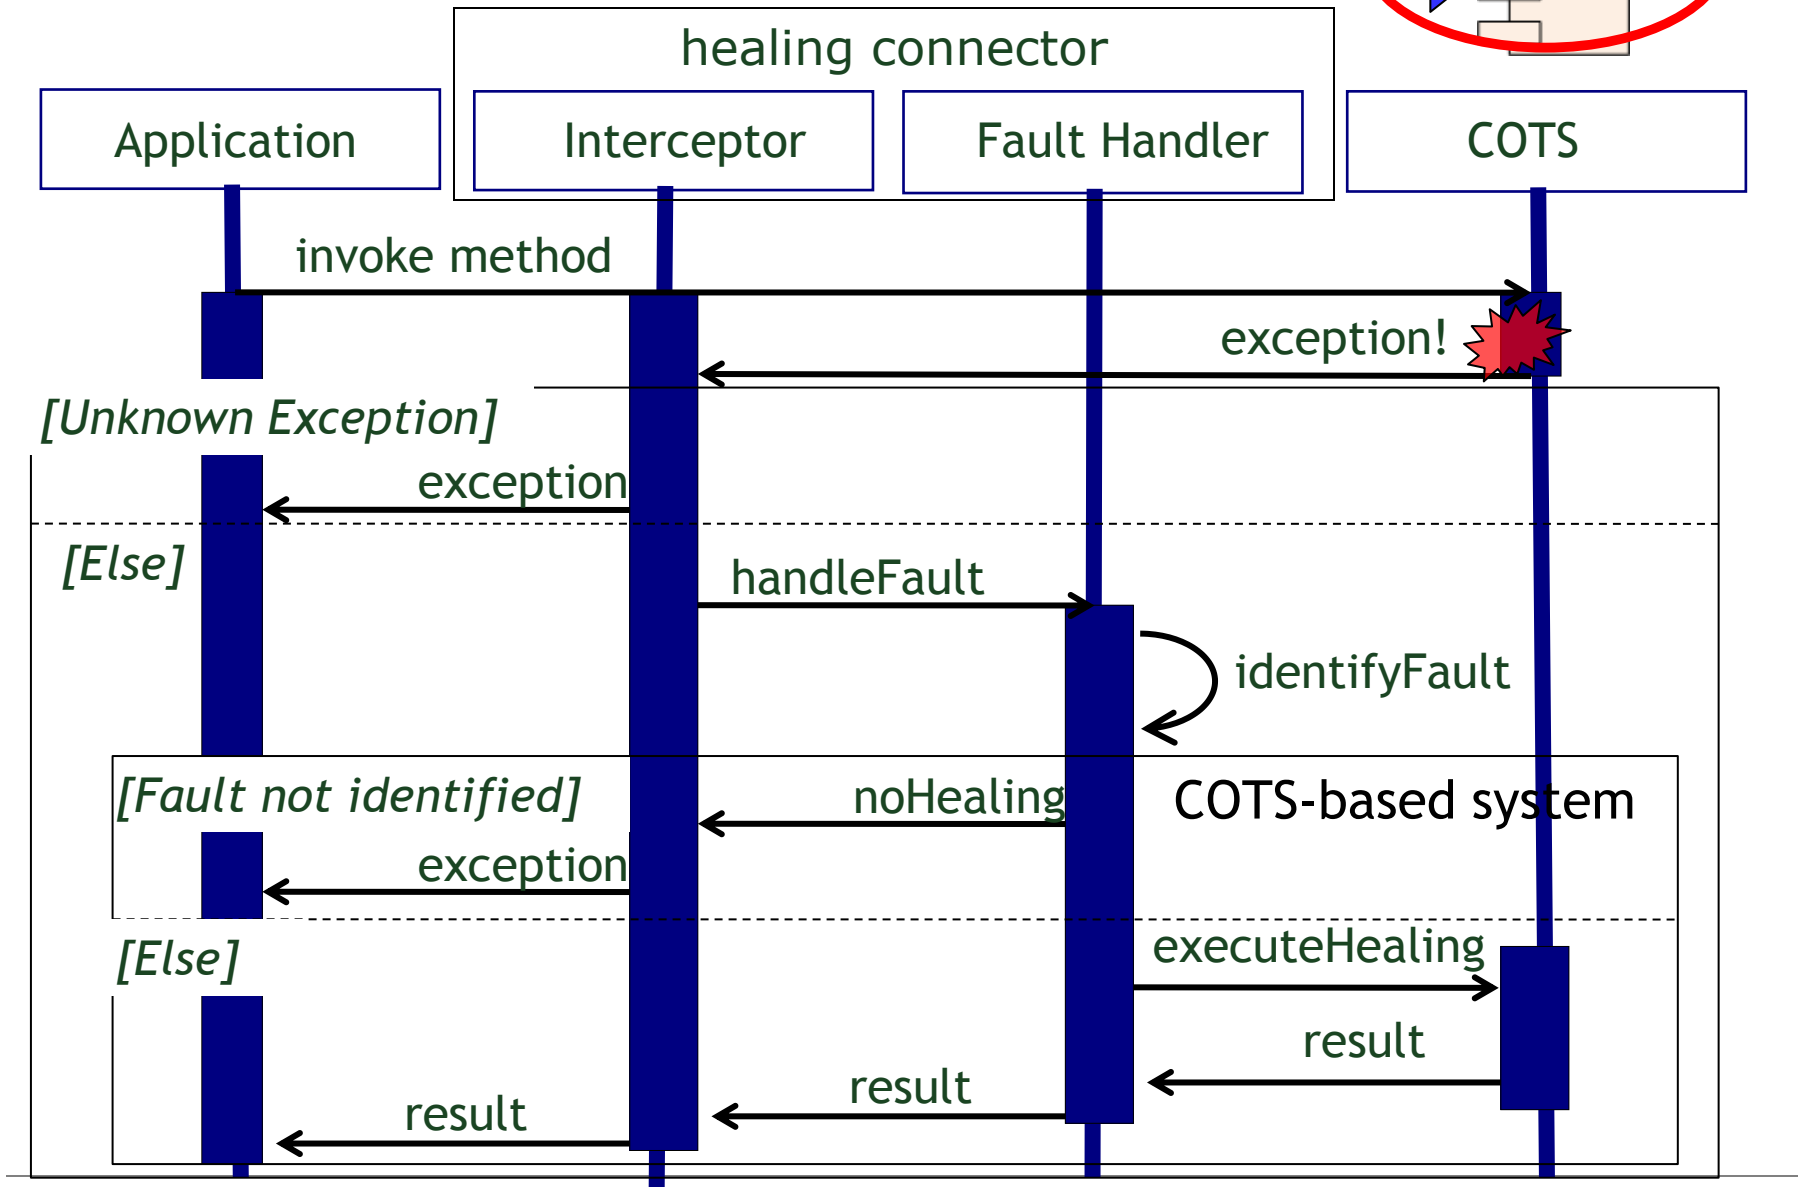 healing connector
Application
Interceptor
Fault Handler
COTS
invoke method
exception!
[Unknown Exception]
exception
[Else]
handleFault
identifyFault
[Fault not identified]
noHealing
COTS-based system
exception
[Else]
executeHealing
result
result
result